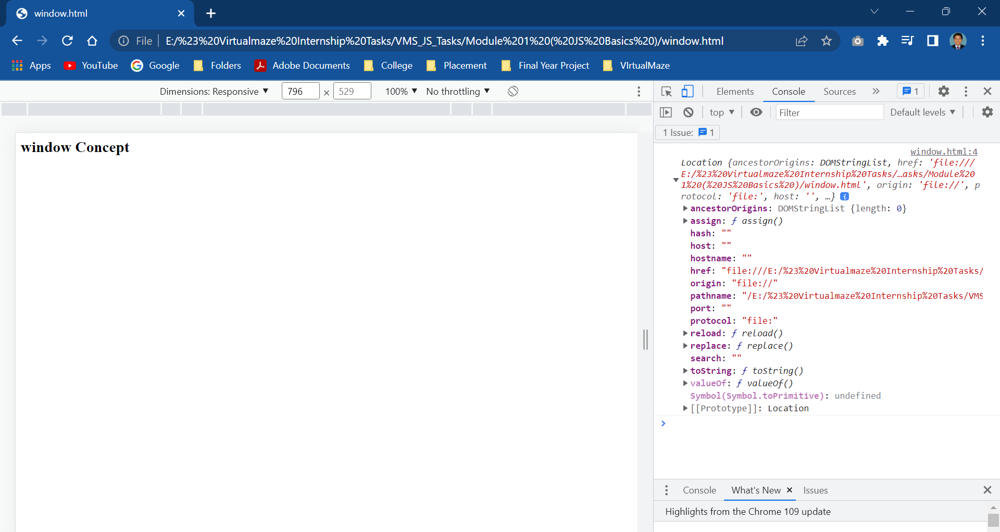 window.html
File
E:/%23%20Virtualmaze%20Internship%20Tasks/VMS_JS_Tasks/Module%201%20(%20JS%20Basics%20)/window.html
Apps YouTube Google Folders Adobe Documents College Placement Final Year Project VIrtualMaze
Dimensions: Responsive 796 × 529 100% No throttling
Elements Console Sources 1
top Filter Default levels
1 Issue: 1
window Concept
window.html:4
Location {ancestorOrigins: DOMStringList, href: 'file:///
E:/%23%20Virtualmaze%20Internship%20Tasks/…asks/Module%20
1%20(%20JS%20Basics%20)/window.html', origin: 'file://', p
rotocol: 'file:', host: '', …}
ancestorOrigins: DOMStringList {length: 0}
assign: ƒ assign()
hash: ""
host: ""
hostname: ""
href: "file:///E:/%23%20Virtualmaze%20Internship%20Tasks/
origin: "file://"
pathname: "/E:/%23%20Virtualmaze%20Internship%20Tasks/VMS
port: ""
protocol: "file:"
reload: ƒ reload()
replace: ƒ replace()
search: ""
toString: ƒ toString()
valueOf: ƒ valueOf()
Symbol(Symbol.toPrimitive): undefined
[[Prototype]]: Location
Console What's New Issues
Highlights from the Chrome 109 update